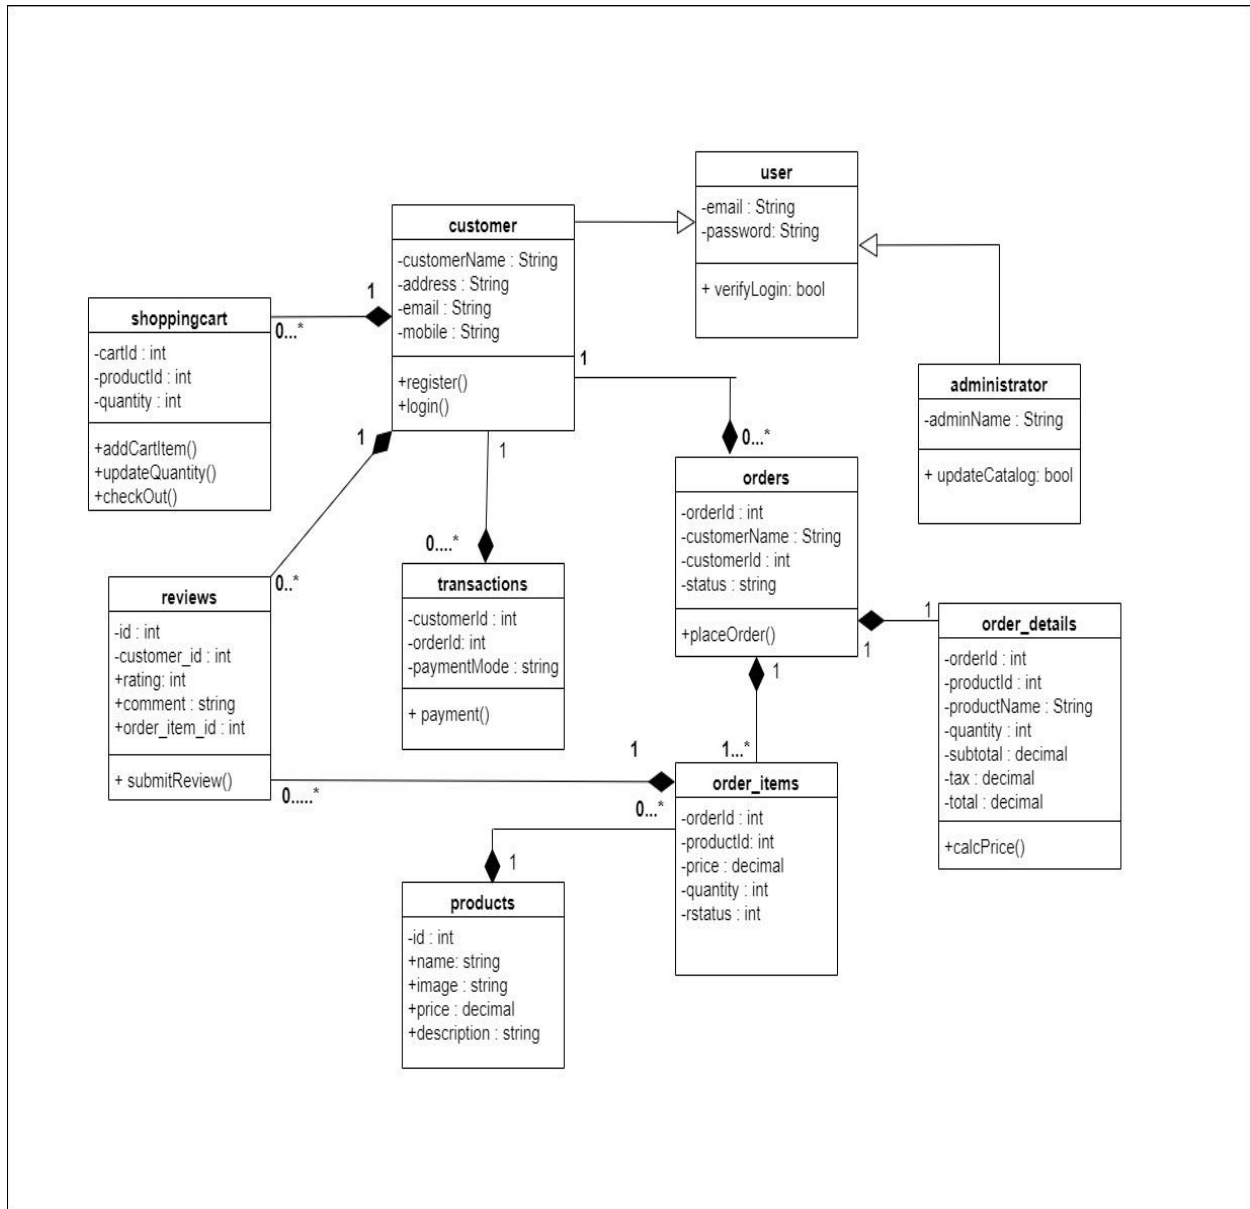 user
-email : String
-password: String
+ verifyLogin: bool
customer
-customerName : String
-address : String
-email : String
-mobile : String
+register()
+login()
1
0...*
shoppingcart
-cartId : int
-productId : int
-quantity : int
+addCartItem()
+updateQuantity()
+checkOut()
1
0...*
administrator
-adminName : String
+ updateCatalog: bool
1
0..*
1
0....*
orders
-orderId : int
-customerName : String
-customerId : int
-status : string
+placeOrder()
transactions
-customerId : int
-orderId: int
-paymentMode : string
+ payment()
reviews
-id : int
-customer_id : int
+rating: int
+comment : string
+order_item_id : int
+ submitReview()
1
1
order_details
-orderId : int
-productId : int
-productName : String
-quantity : int
-subtotal : decimal
-tax : decimal
-total : decimal
+calcPrice()
1
1...*
1
0.....*
0...*
1
order_items
-orderId : int
-productId: int
-price : decimal
-quantity : int
-rstatus : int
products
-id : int
+name: string
+image : string
+price : decimal
+description : string